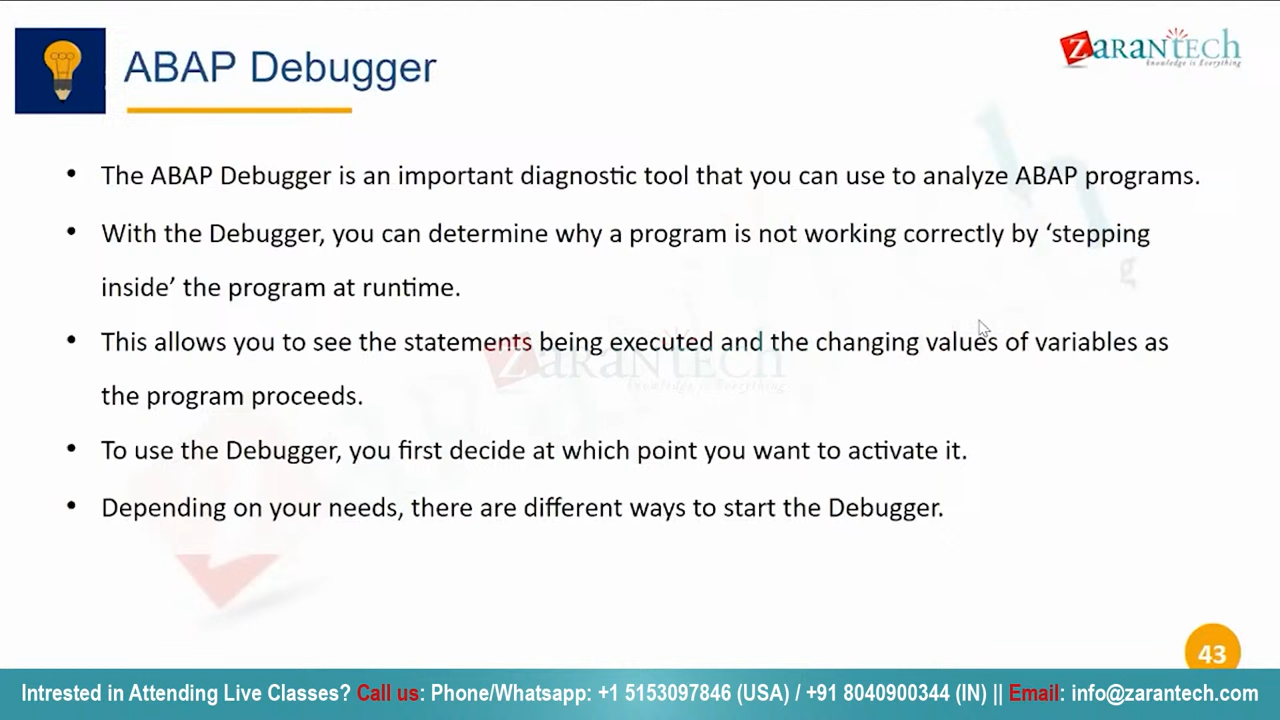 ABAP Debugger
ZARANTECH
knowledge is Everything
• The ABAP Debugger is an important diagnostic tool that you can use to analyze ABAP programs.
• With the Debugger, you can determine why a program is not working correctly by ‘stepping
inside’ the program at runtime.
• This allows you to see the statements being executed and the changing values of variables as
the program proceeds.
ZARANTECH
knowledge is Everything
• To use the Debugger, you first decide at which point you want to activate it.
• Depending on your needs, there are different ways to start the Debugger.
43
Intrested in Attending Live Classes? Call us: Phone/Whatsapp: +1 5153097846 (USA) / +91 8040900344 (IN) || Email: info@zarantech.com